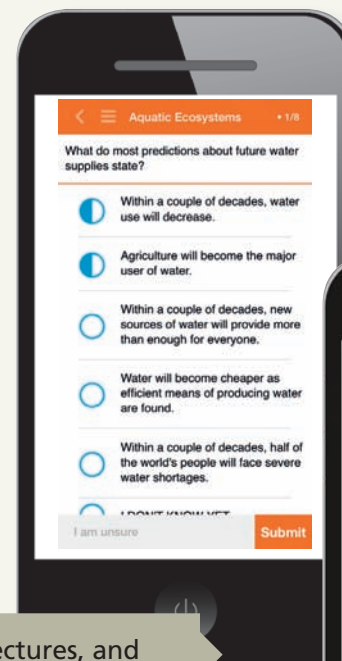 Aquatic Ecosystems
• 1/8
What do most predictions about future water
supplies state?
Within a couple of decades, water
use will decrease.
Agriculture will become the major
user of water.
Within a couple of decades, new
sources of water will provide more
than enough for everyone.
Water will become cheaper as
efficient means of producing water
are found.
Within a couple of decades, half of
the world's people will face severe
water shortages.
I DON'T KNOW YET
I am unsure
Submit
ectures, and